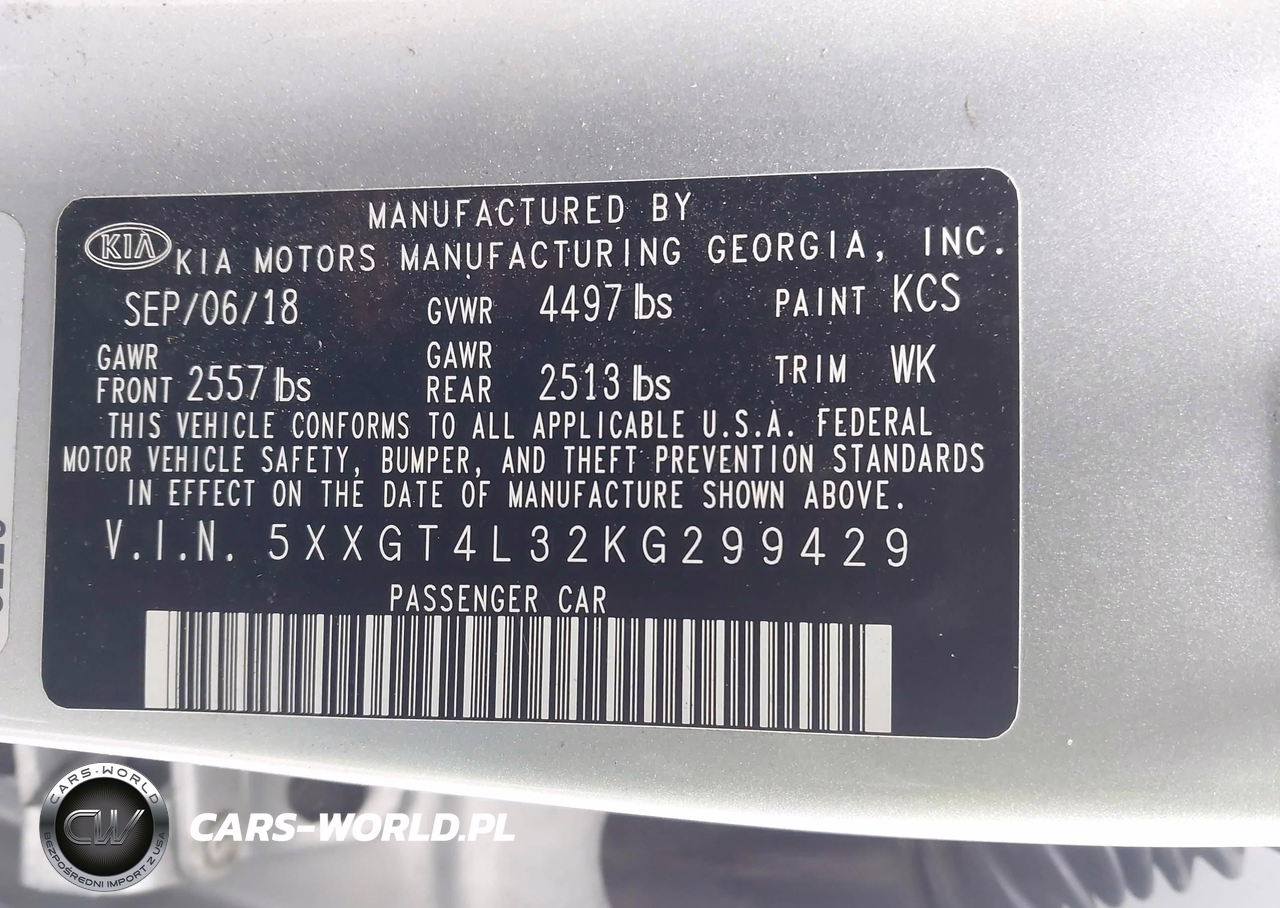 MANUFACTURED BY
KIA
KIA MOTORS MANUFACTURING GEORGIA, INC.
SEP/06/18 GVWR 4497 lbs PAINT KCS
GAWR FRONT 2557 lbs GAWR REAR 2513 lbs TRIM WK
THIS VEHICLE CONFORMS TO ALL APPLICABLE U.S.A. FEDERAL
MOTOR VEHICLE SAFETY, BUMPER, AND THEFT PREVENTION STANDARDS
IN EFFECT ON THE DATE OF MANUFACTURE SHOWN ABOVE.
V.I.N. 5XXGT4L32KG299429
PASSENGER CAR
CARS-WORLD
CW
BEZPOŚREDNI IMPORT Z USA
CARS-WORLD.PL